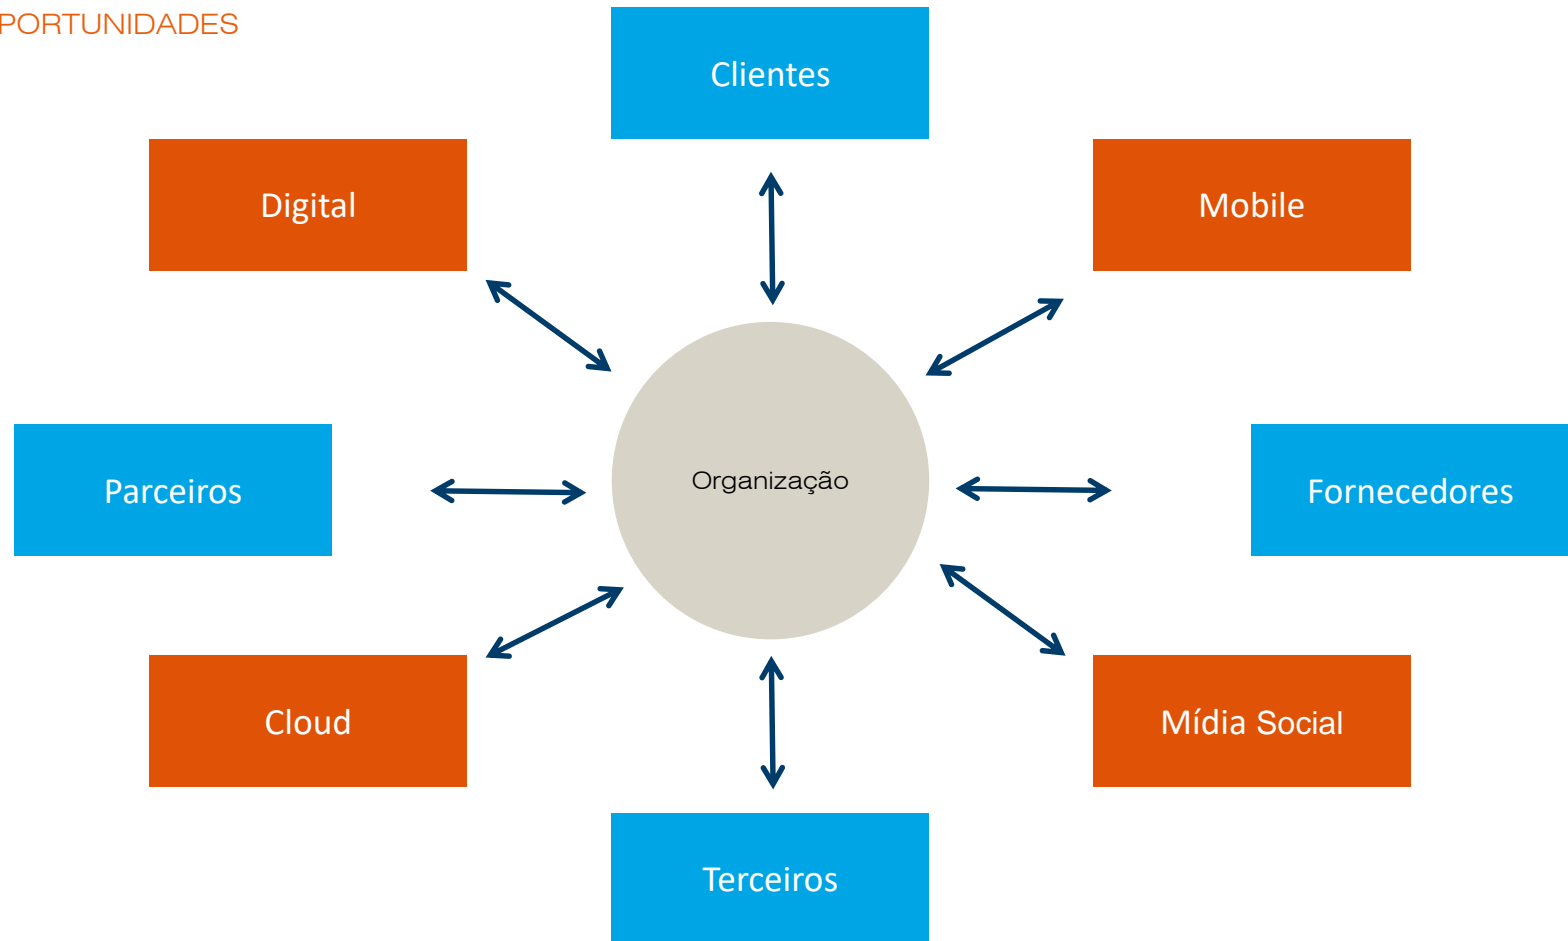 PORTUNIDADES
Clientes
Digital
Mobile
Parceiros
Organização
Fornecedores
Cloud
Mídia Social
Terceiros